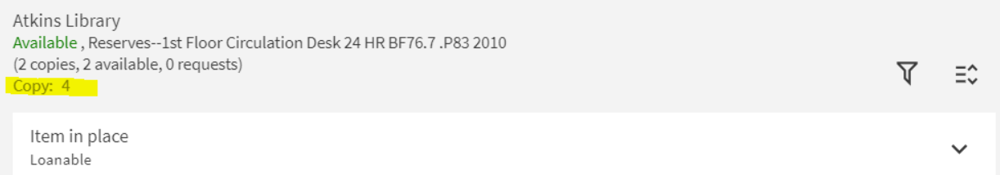 Atkins Library
Available , Reserves--1st Floor Circulation Desk 24 HR BF76.7 .P83 2010
(2 copies, 2 available, 0 requests)
Copy: 4
Item in place
Loanable